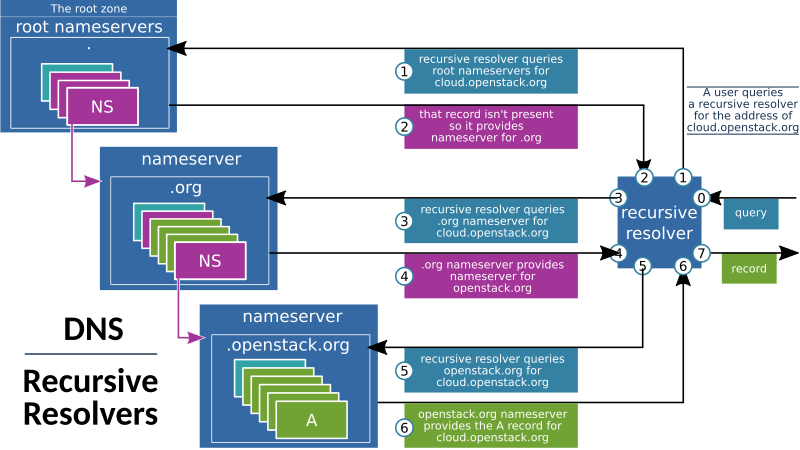 The root zone
root nameservers
.
NS
1
recursive resolver queries
root nameservers for
cloud.openstack.org
2
that record isn't present
so it provides
nameserver for .org
A user queries
a recursive resolver
for the address of
cloud.openstack.org
nameserver
.org
NS
3
recursive resolver queries
.org nameserver for
cloud.openstack.org
4
.org nameserver provides
nameserver for
openstack.org
2 1
3 0
recursive
resolver
4 7
5 6
query
record
nameserver
.openstack.org
A
5
recursive resolver queries
openstack.org for
cloud.openstack.org
6
openstack.org nameserver
provides the A record for
cloud.openstack.org
DNS
Recursive
Resolvers